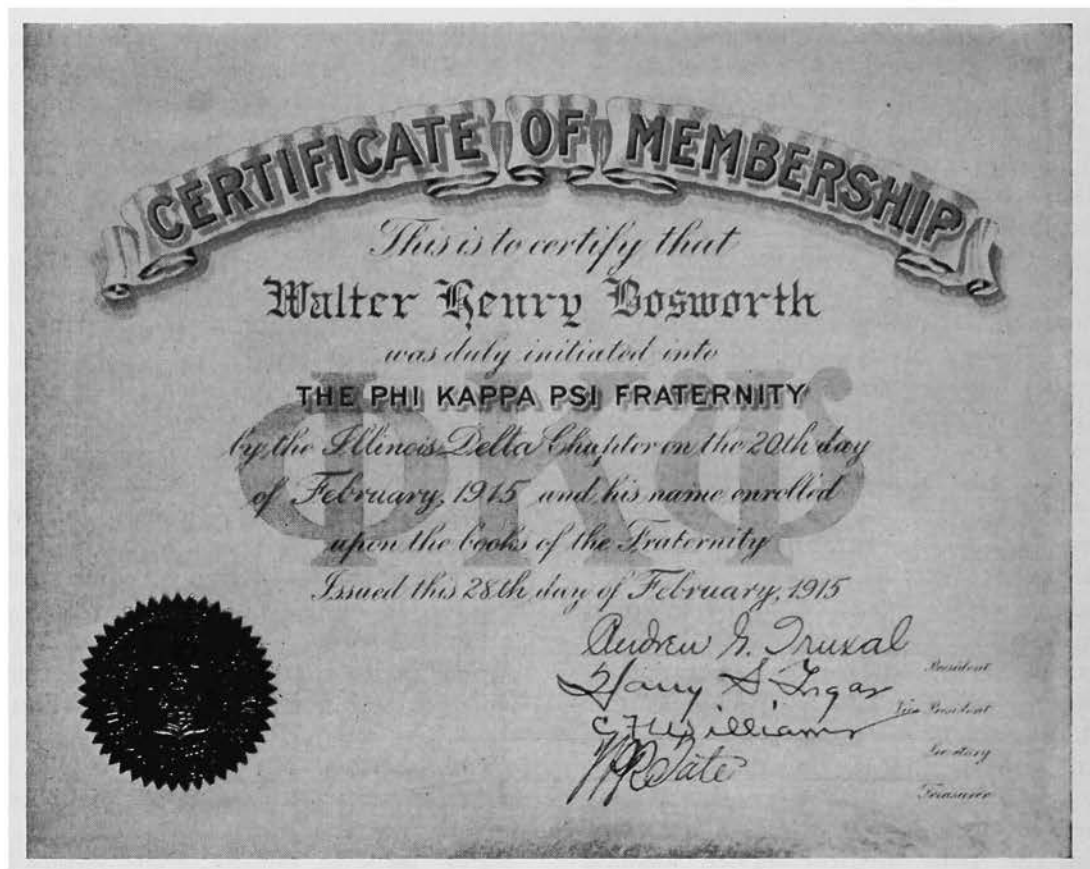 CERTIFICATE OF MEMBERSHIP
This is to certify that
Walter Henry Bosworth
was duly initiated into
THE PHI KAPPA PSI FRATERNITY
ΦΚΨ
by the Illinois Delta Chapter on the 20th day
of February, 1915 and his name enrolled
upon the books of the Fraternity
Issued this 28th day of February, 1915
Andrew G. Truxal
President
Harry S.
Vice President
C F Williams
Secretary
Tate
Treasurer